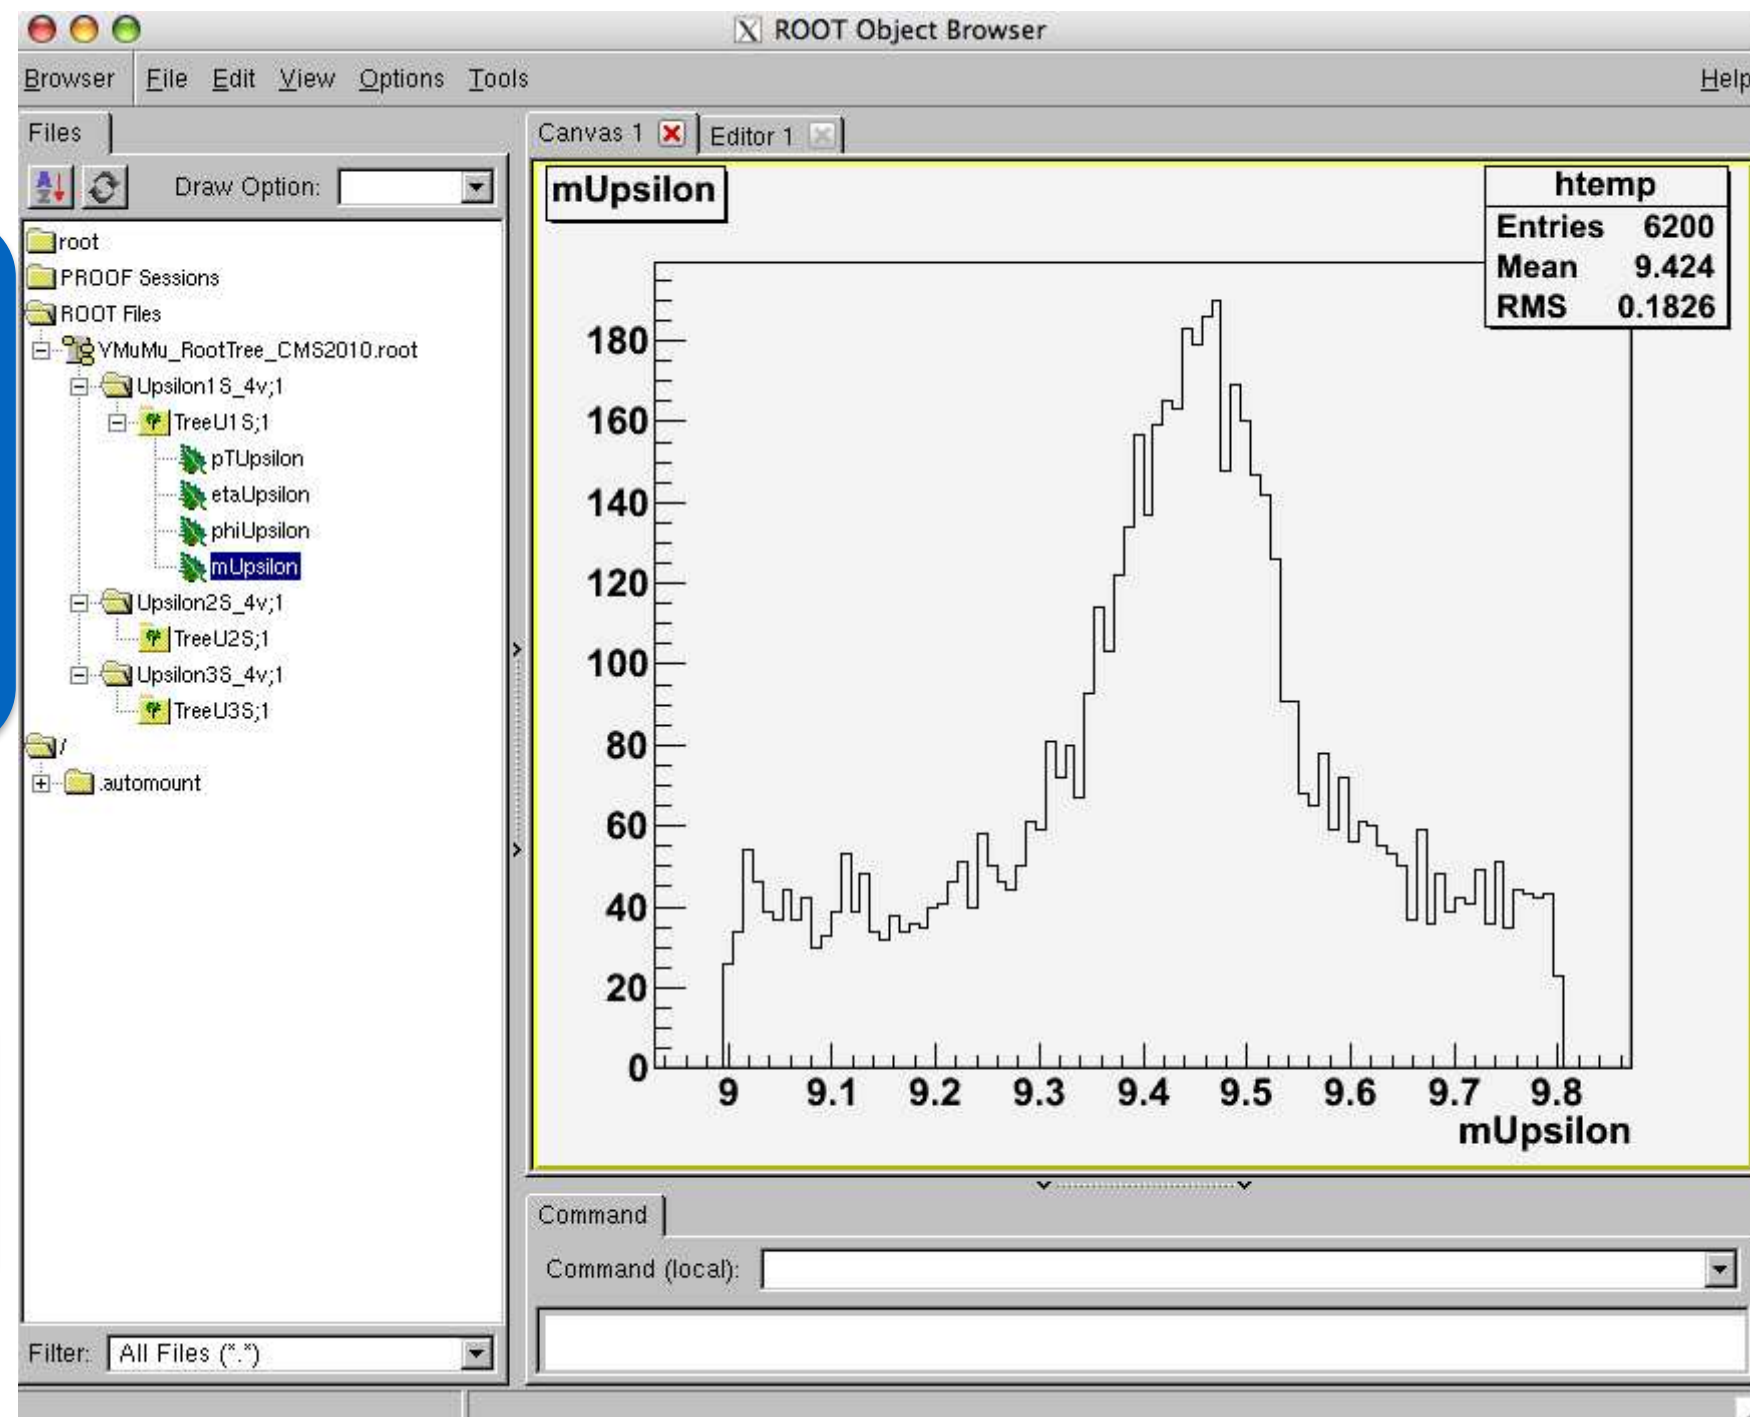 ROOT Object Browser
Browser File Edit View Options Tools Help
Files
Draw Option:
root
PROOF Sessions
ROOT Files
YMuMu_RootTree_CMS2010.root
Upsilon1S_4v;1
TreeU1S;1
pTUpsilon
etaUpsilon
phiUpsilon
mUpsilon
Upsilon2S_4v;1
TreeU2S;1
Upsilon3S_4v;1
TreeU3S;1
/
.automount
Filter: All Files (*.*)
Canvas 1 Editor 1
mUpsilon
htemp
Entries 6200
Mean 9.424
RMS 0.1826
180
160
140
120
100
80
60
40
20
0
9 9.1 9.2 9.3 9.4 9.5 9.6 9.7 9.8
mUpsilon
Command
Command (local):